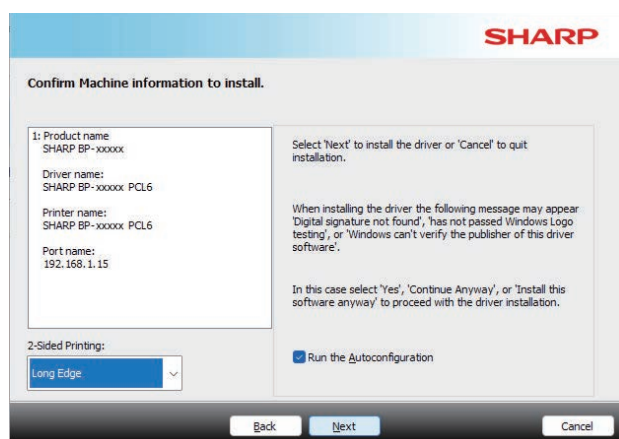 SHARP
Confirm Machine information to install.
1: Product name
SHARP BP-xxxxx
Driver name:
SHARP BP-xxxxx PCL6
Printer name:
SHARP BP-xxxxx PCL6
Port name:
192.168.1.15
2-Sided Printing:
Long Edge
Select 'Next' to install the driver or 'Cancel' to quit
installation.
When installing the driver the following message may appear
'Digital signature not found', 'has not passed Windows Logo
testing', or 'Windows can't verify the publisher of this driver
software'.
In this case select 'Yes', 'Continue Anyway', or 'Install this
software anyway' to proceed with the driver installation.
Run the Autoconfiguration
Back
Next
Cancel